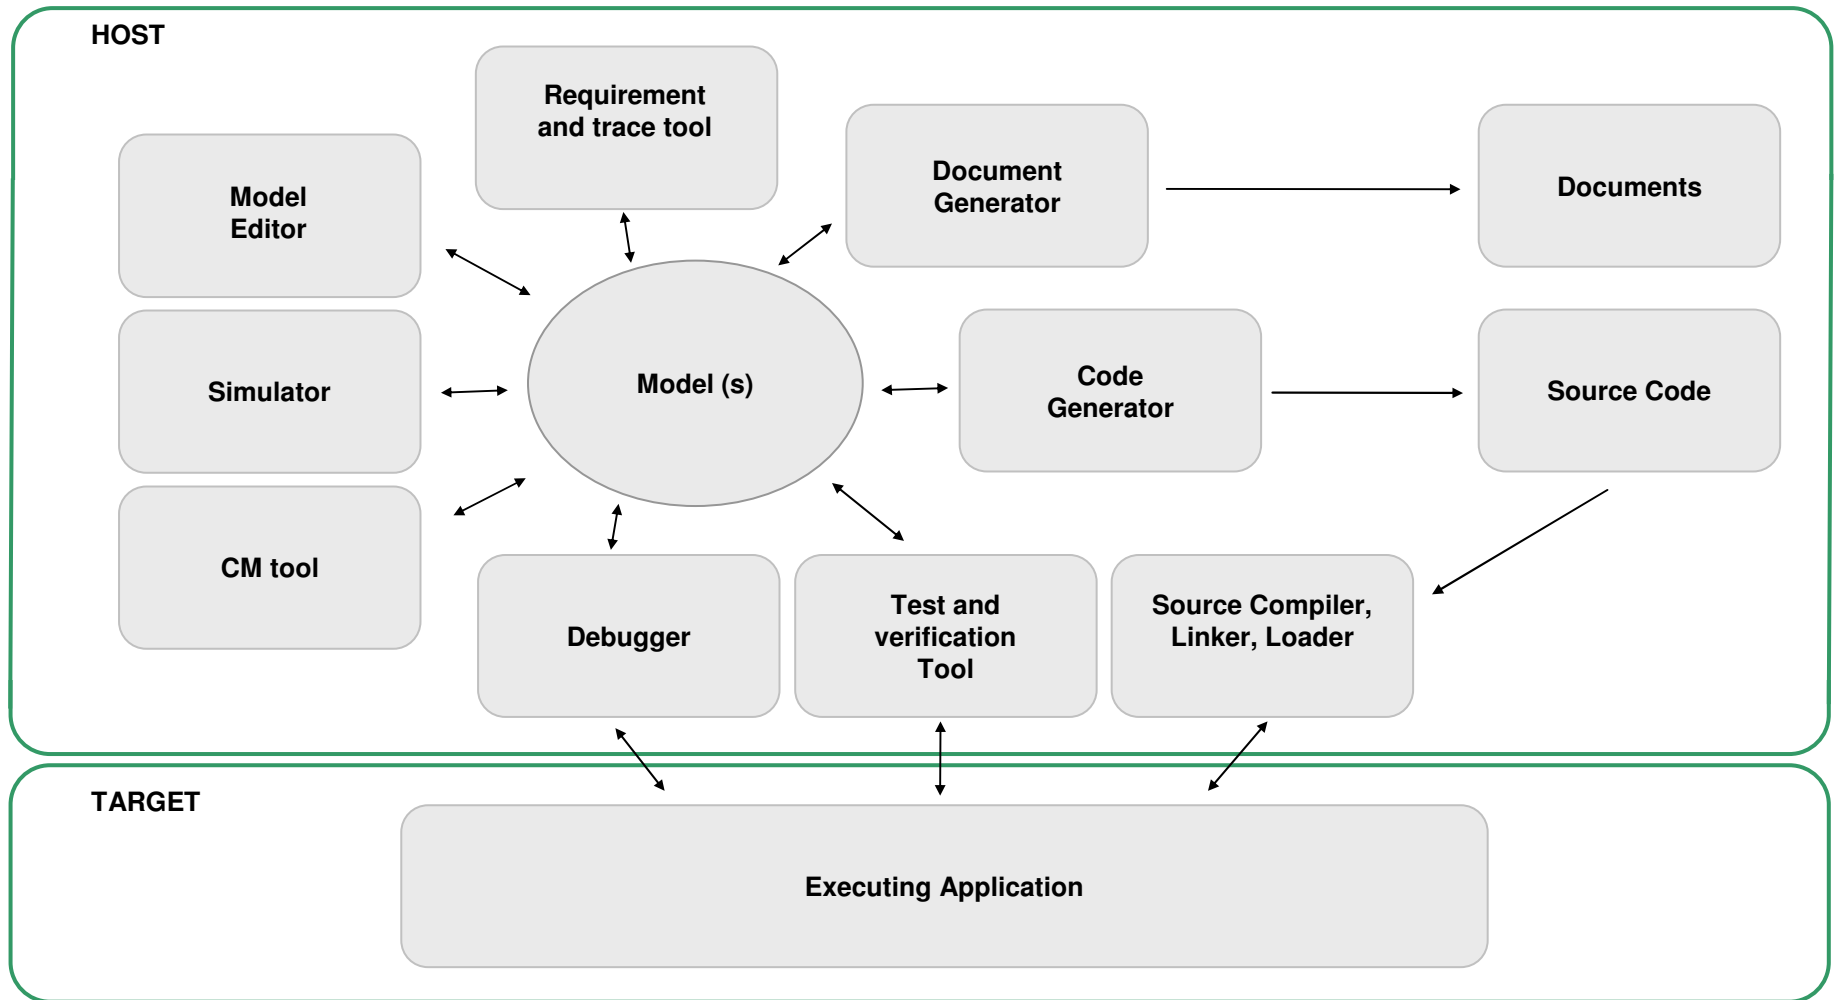 HOST
Requirement
and trace tool
Document
Generator
Documents
Model
Editor
Simulator
Model (s)
Code
Generator
Source Code
CM tool
Debugger
Test and
verification
Tool
Source Compiler,
Linker, Loader
TARGET
Executing Application